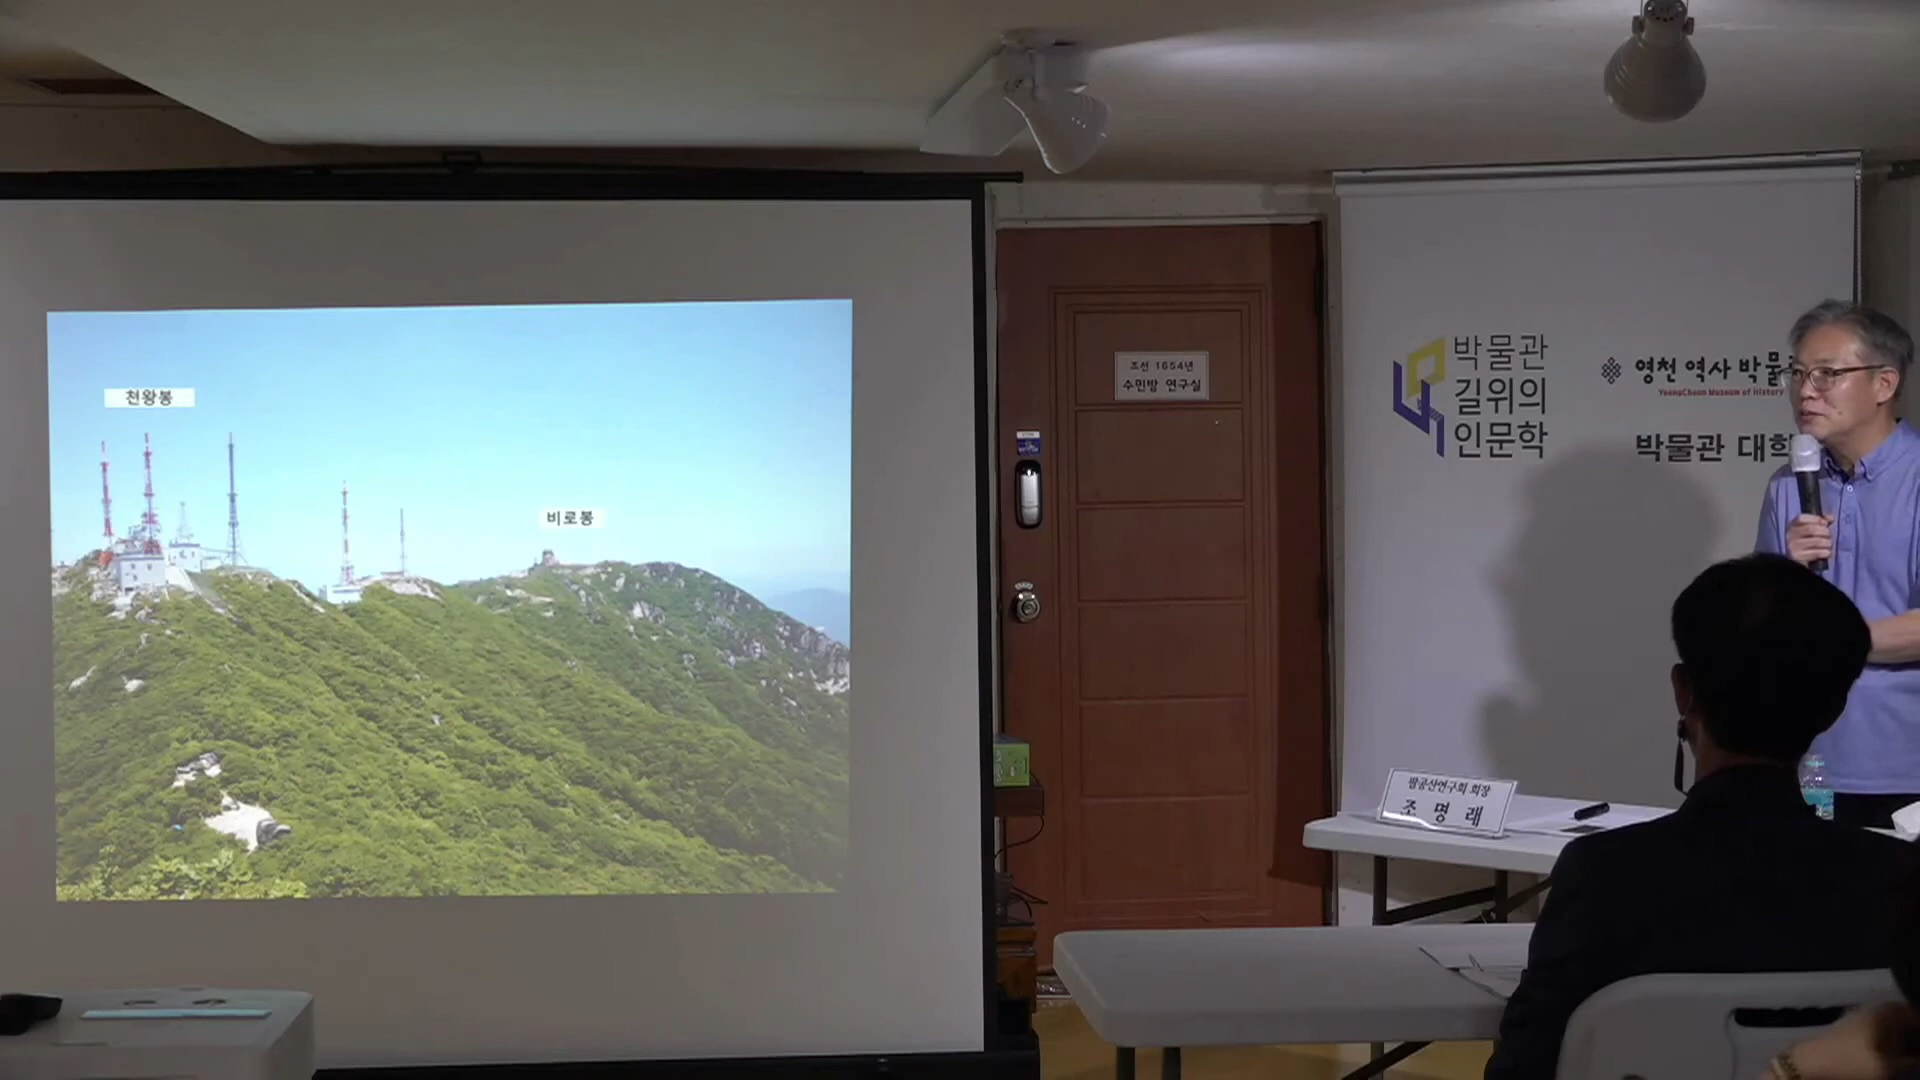 천왕봉
비로봉
조선 1654년
수민방 연구실
박물관
길위의
인문학
영천 역사 박물
YeongCheon Museum of History
박물관 대학
팔공산연구회 회장
조 명 래